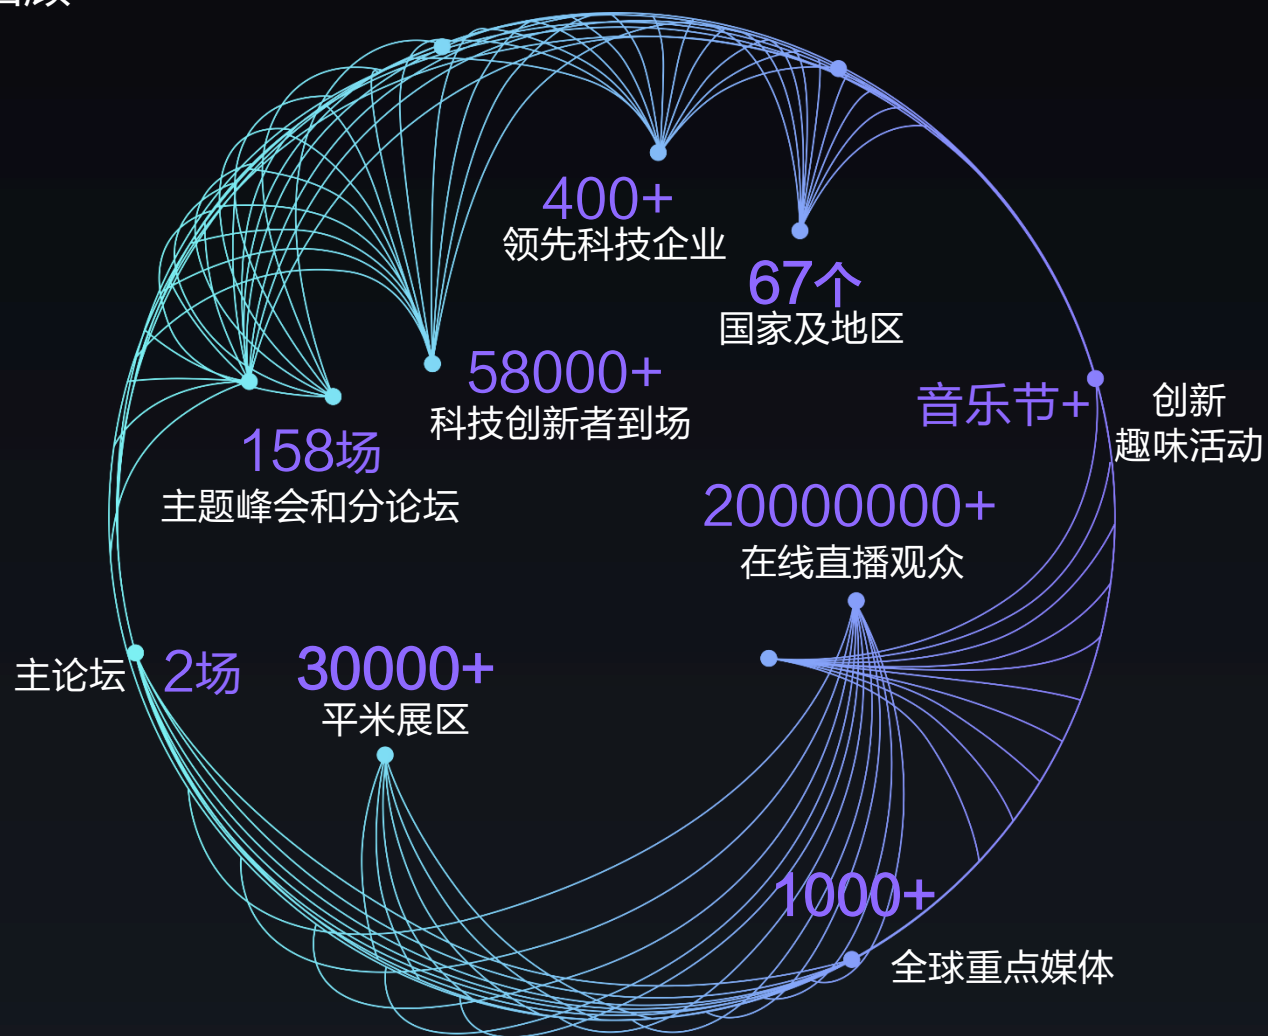 400+
领先科技企业
67个
国家及地区
58000+
科技创新者到场
音乐节+
创新
趣味活动
158场
主题峰会和分论坛
20000000+
在线直播观众
主论坛
2场
30000+
平米展区
1000+
全球重点媒体